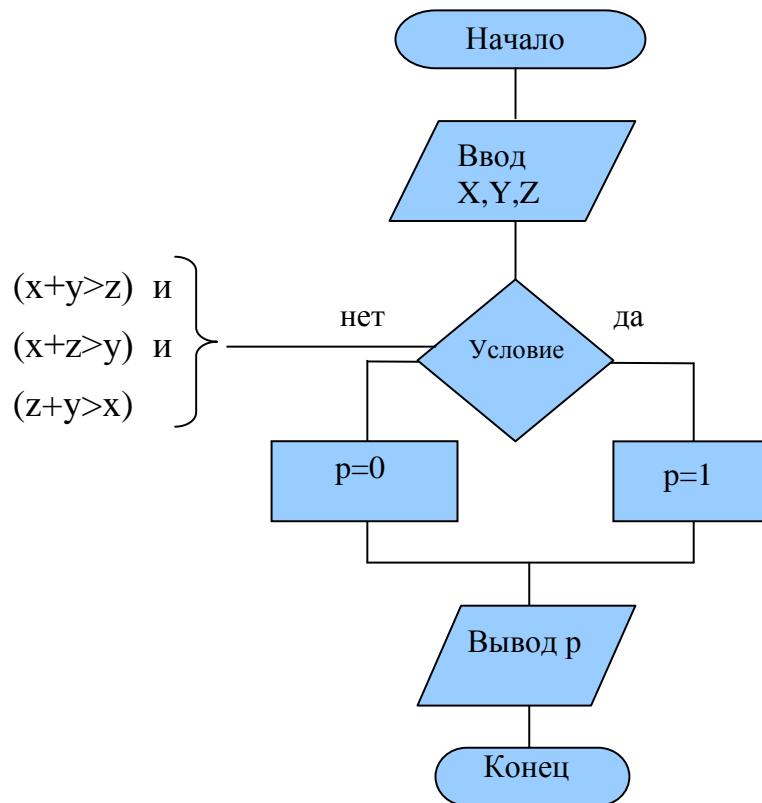 Начало
Ввод
X,Y,Z
(x+y>z) и
(x+z>y) и
(z+y>x)
нет
да
Условие
p=0
p=1
Вывод p
Конец